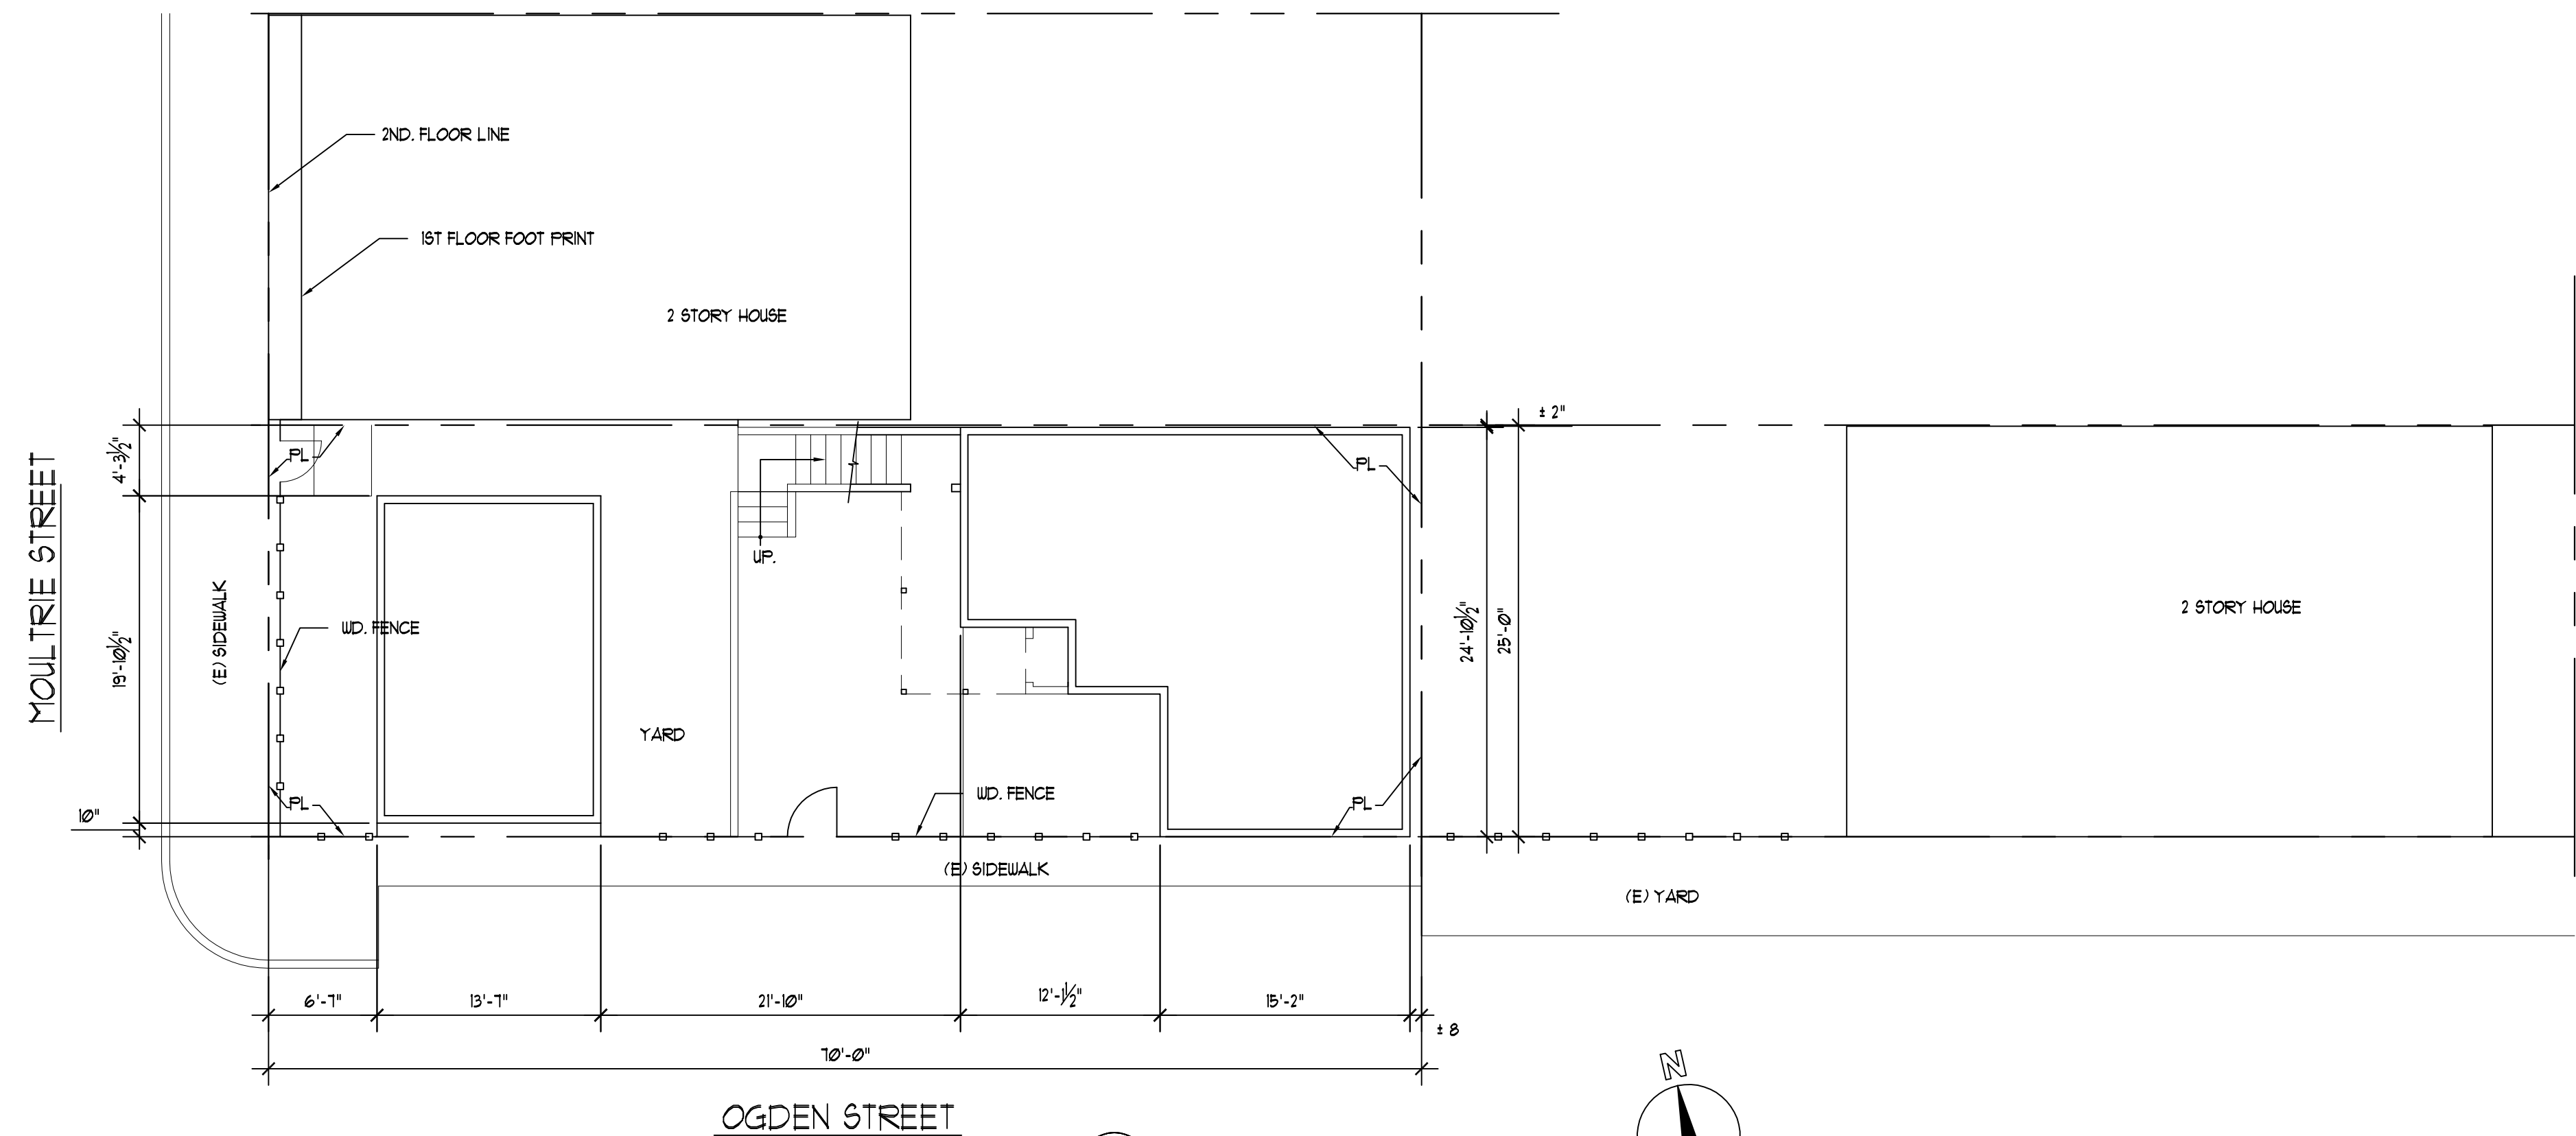 2ND. FLOOR LINE
1ST FLOOR FOOT PRINT
2 STORY HOUSE
± 2"
4'-3½"
PL
PL
UP.
MOULTRIE STREET
(E) SIDEWALK
19'-10½"
WD. FENCE
24'-10½"
25'-0"
2 STORY HOUSE
YARD
WD. FENCE
PL
PL
10"
(E) SIDEWALK
(E) YARD
6'-7"
13'-7"
21'-10"
12'-1½"
15'-2"
± 8
70'-0"
N
OGDEN STREET